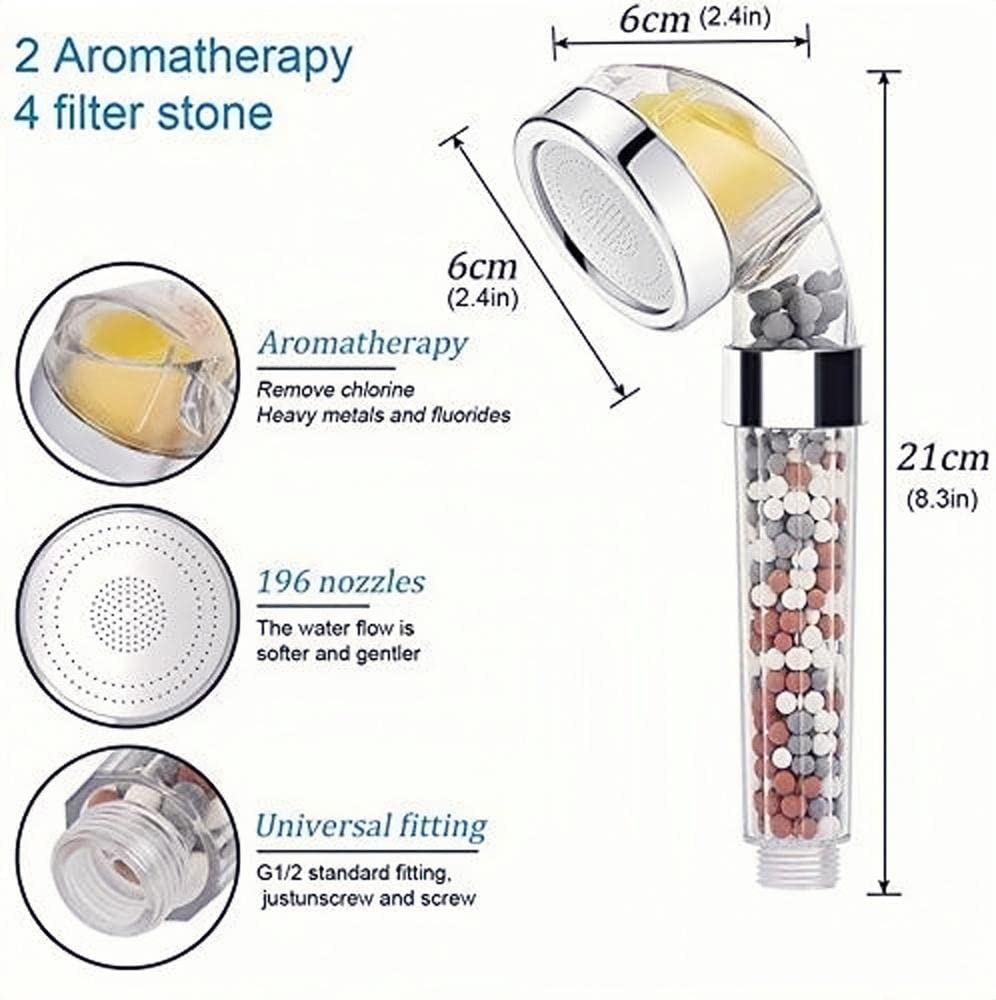 2 Aromatherapy
4 filter stone
6cm (2.4in)
6cm
(2.4in)
21cm
(8.3in)
Aromatherapy
Remove chlorine
Heavy metals and fluorides
196 nozzles
The water flow is
softer and gentler
Universal fitting
G1/2 standard fitting,
justunscrew and screw